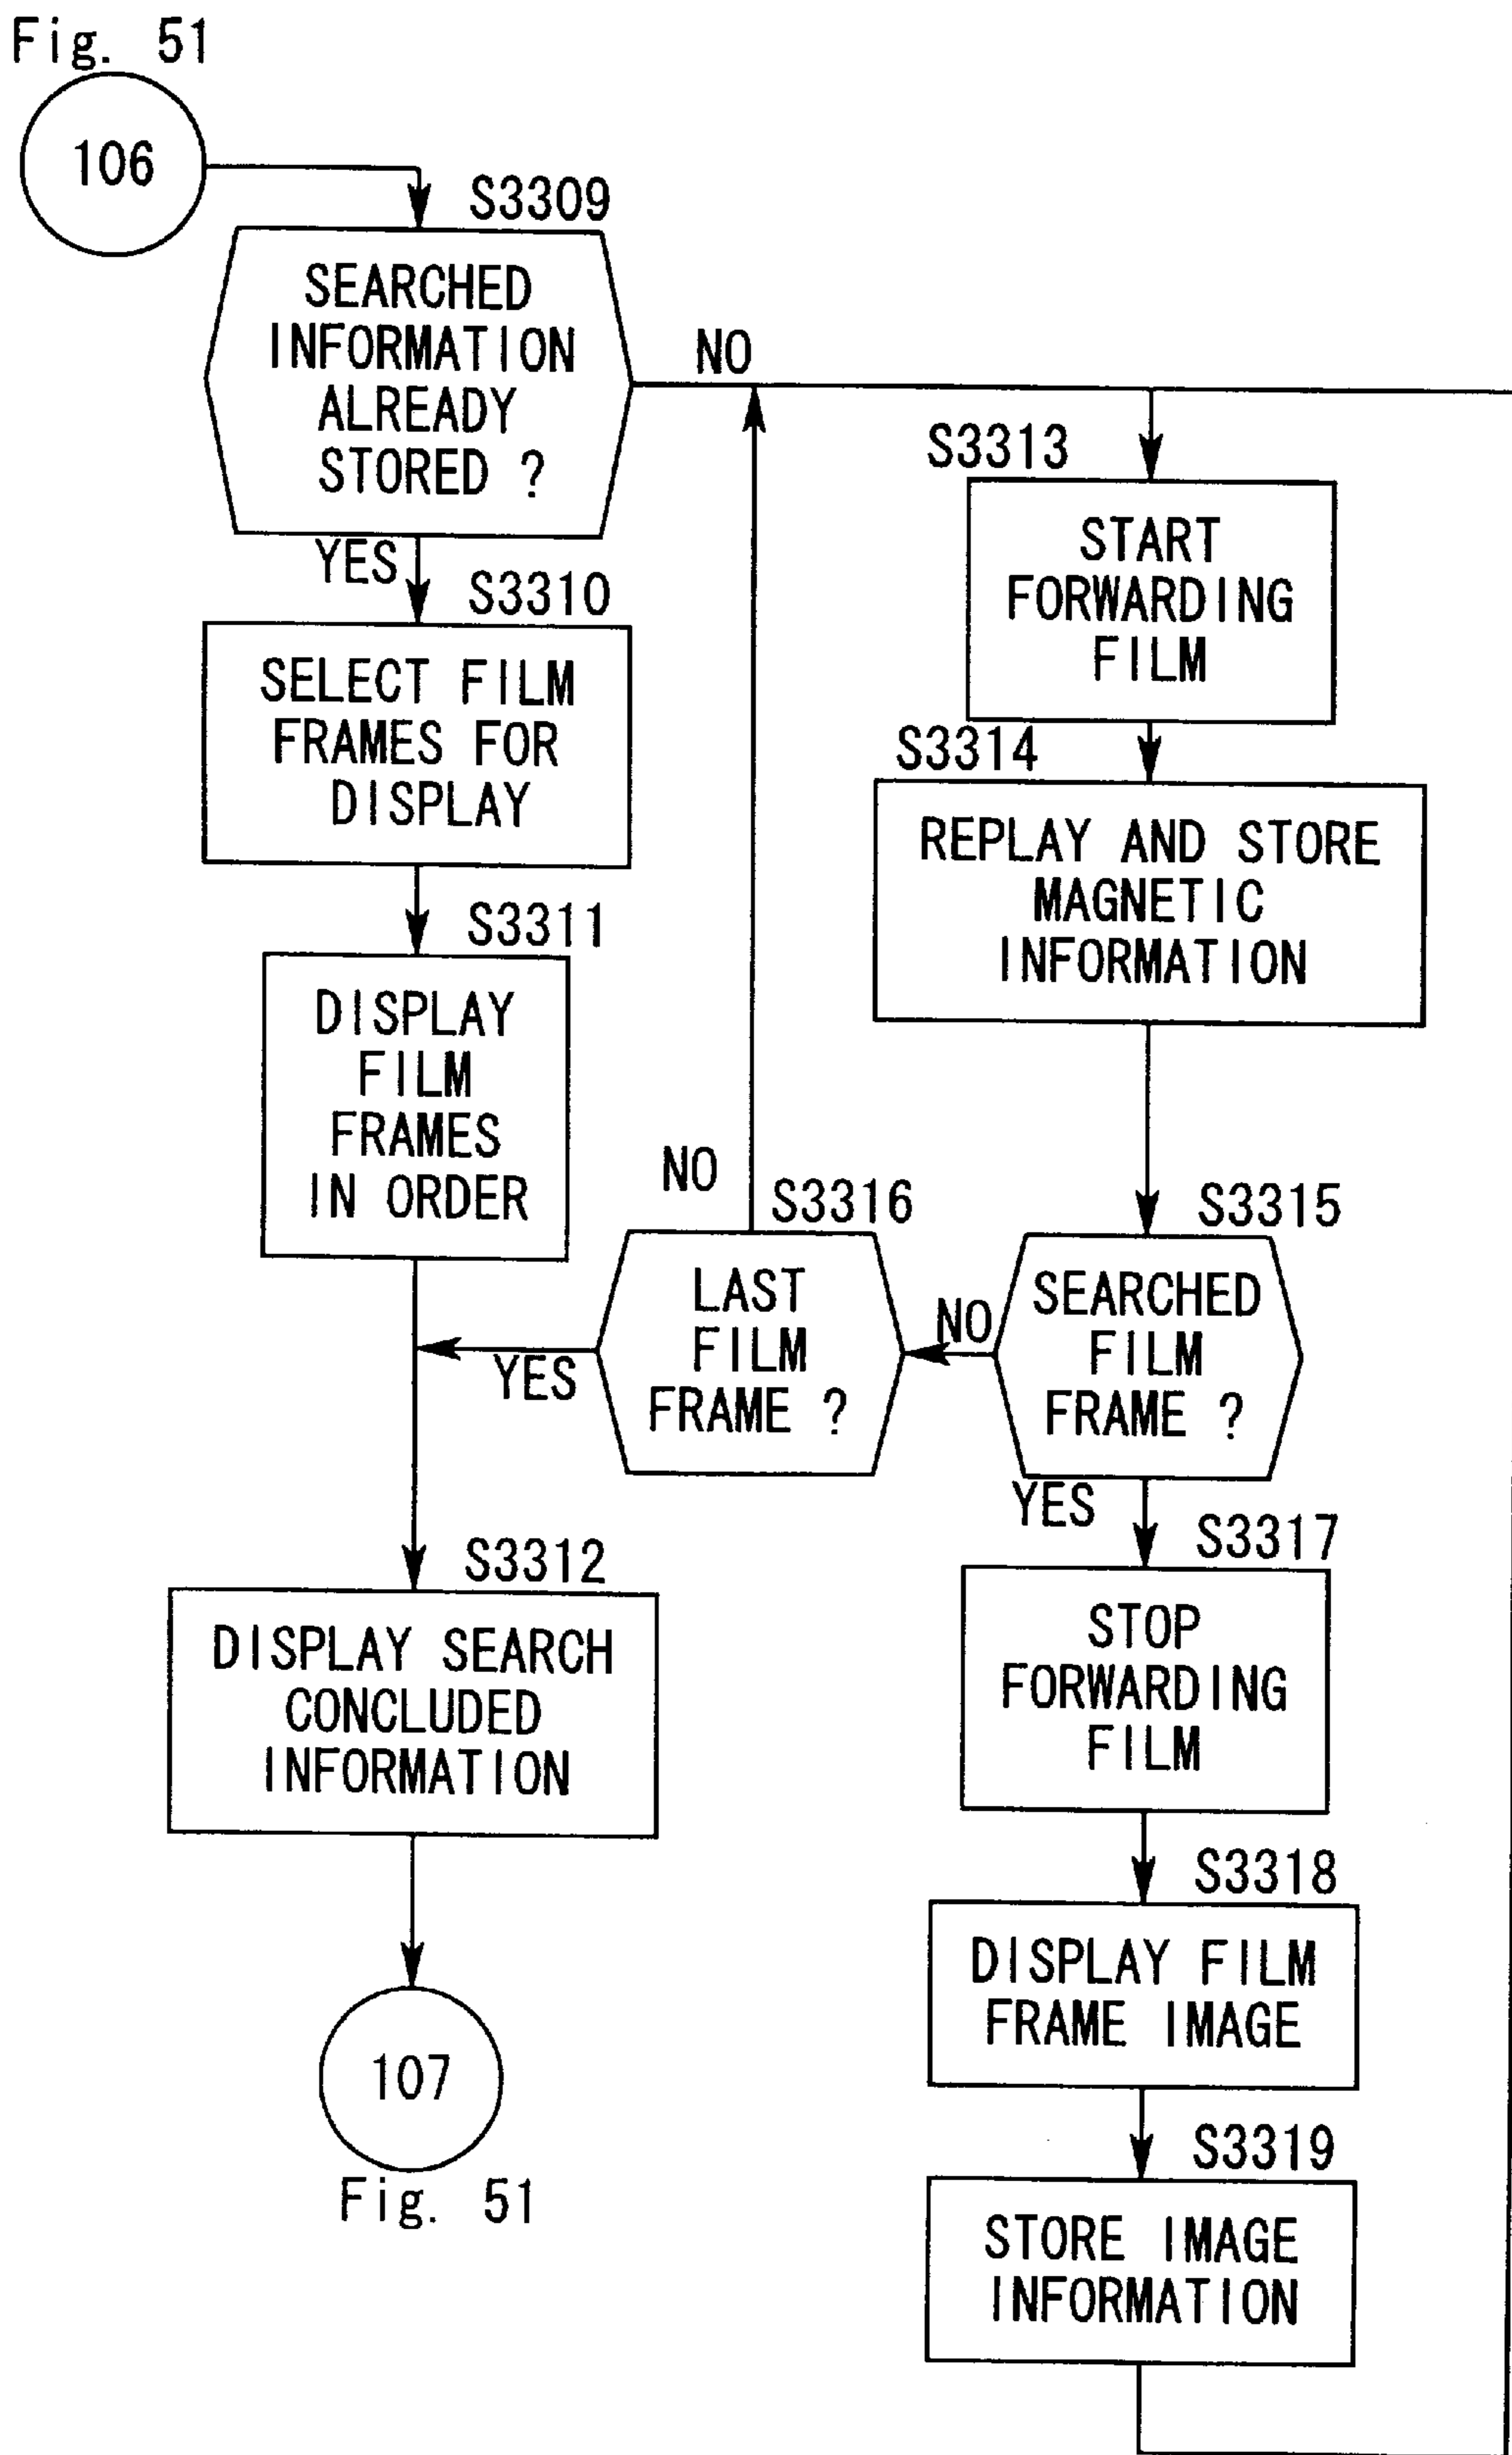 Fig. 51
106
S3309
SEARCHED
INFORMATION
ALREADY
STORED ?
NO
YES
S3310
SELECT FILM
FRAMES FOR
DISPLAY
S3311
DISPLAY
FILM
FRAMES
IN ORDER
S3312
DISPLAY SEARCH
CONCLUDED
INFORMATION
107
Fig. 51
S3313
START
FORWARDING
FILM
S3314
REPLAY AND STORE
MAGNETIC
INFORMATION
S3315
SEARCHED
FILM
FRAME ?
NO
YES
S3316
LAST
FILM
FRAME ?
NO
YES
S3317
STOP
FORWARDING
FILM
S3318
DISPLAY FILM
FRAME IMAGE
S3319
STORE IMAGE
INFORMATION